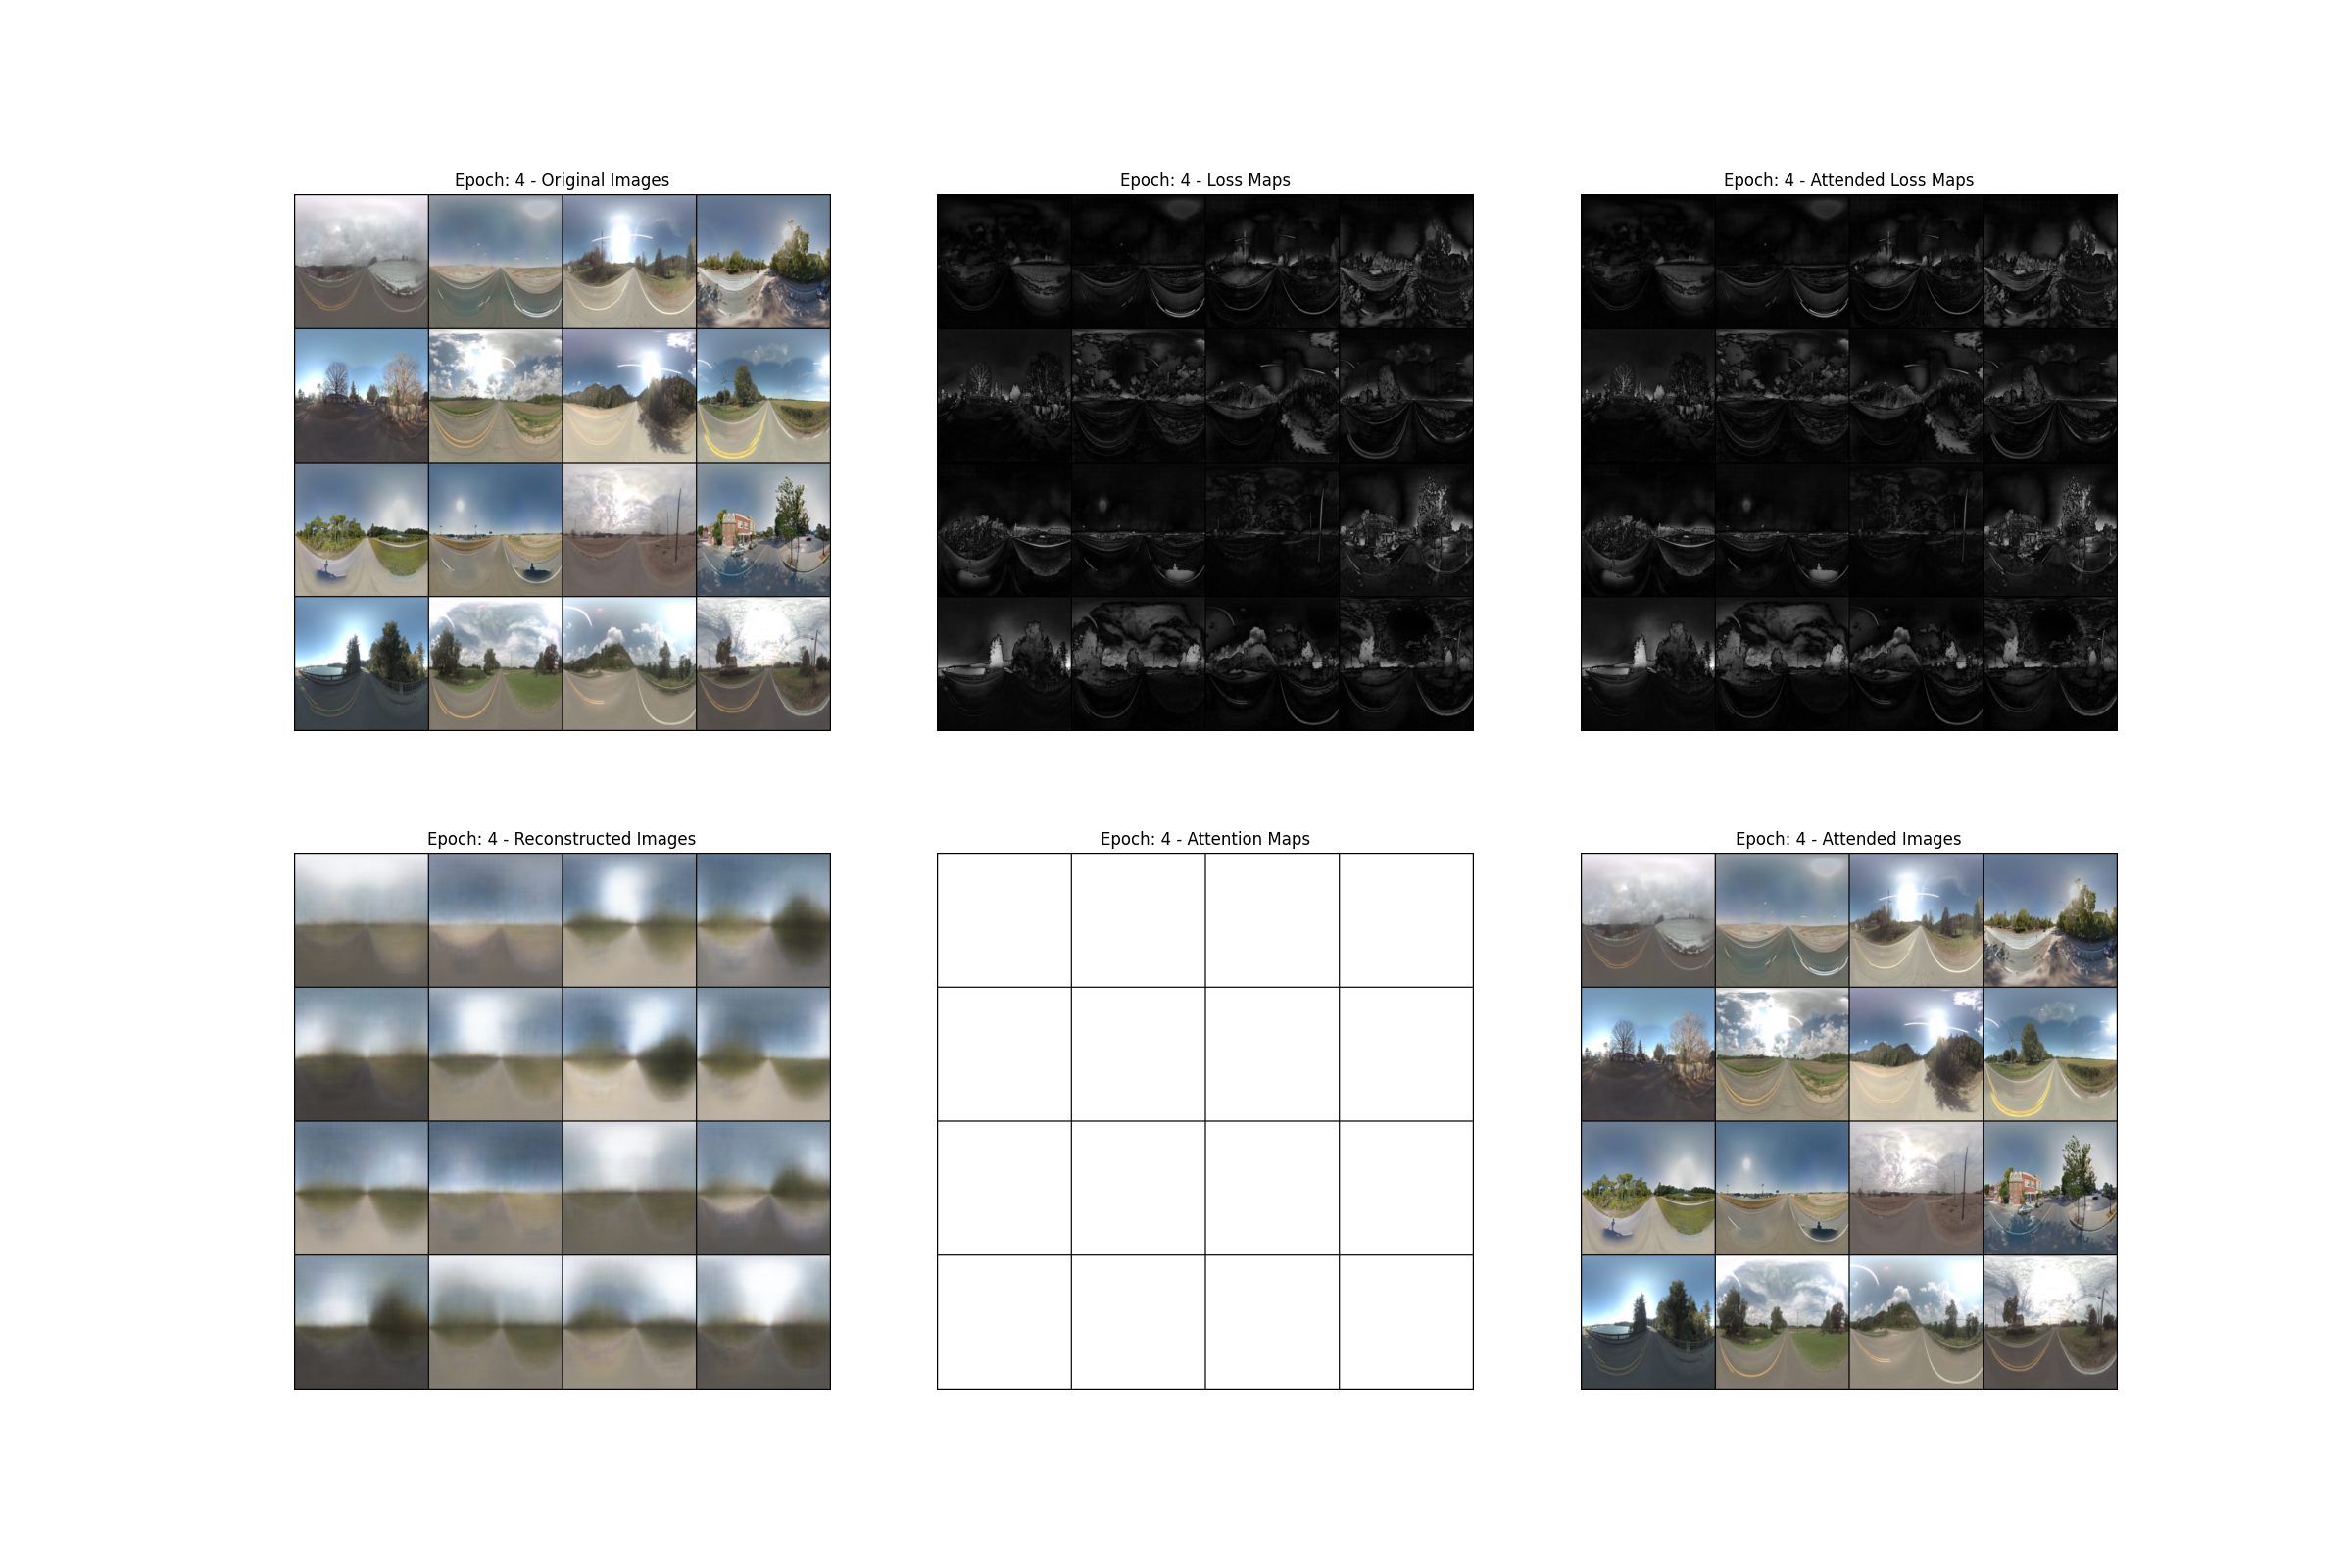 Epoch: 4 - Original Images
Epoch: 4 - Loss Maps
Epoch: 4 - Attended Loss Maps
Epoch: 4 - Reconstructed Images
Epoch: 4 - Attention Maps
Epoch: 4 - Attended Images